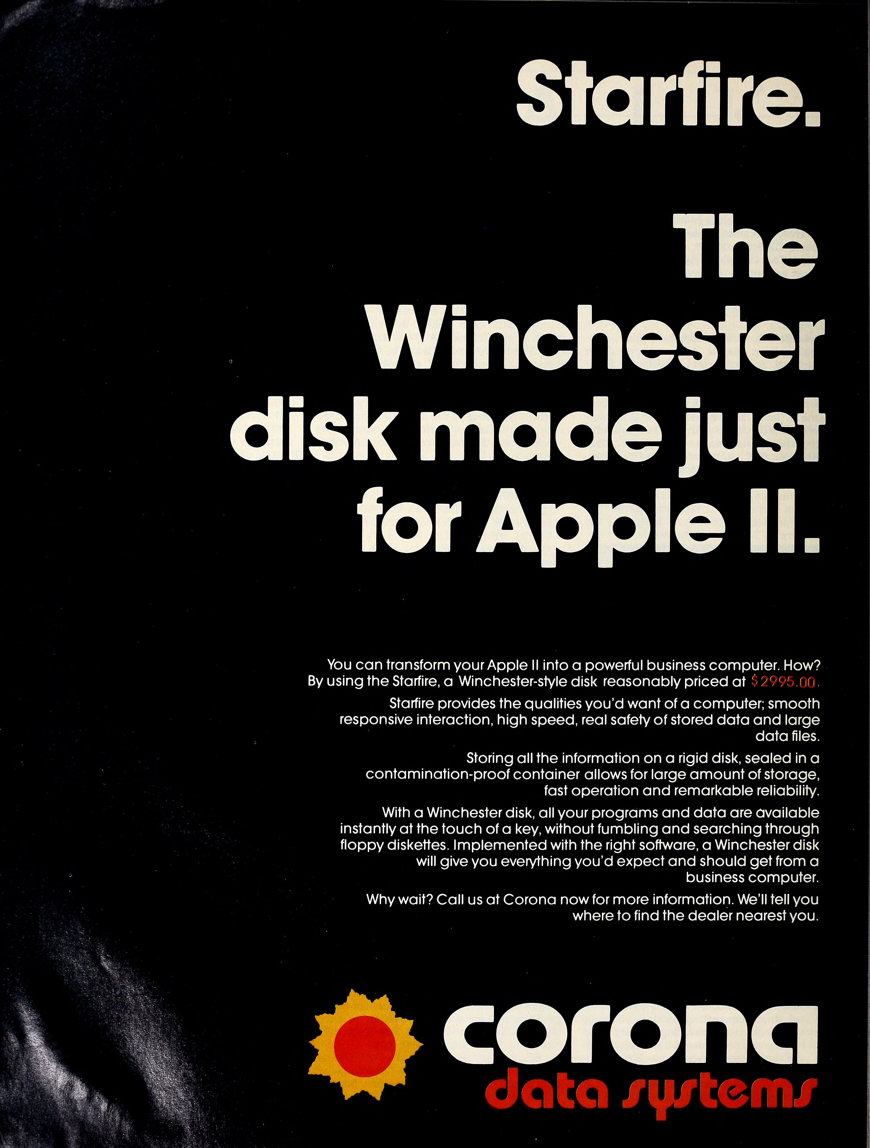 Starfire.
The
Winchester
disk made just
for Apple II.
You can transform your Apple II into a powerful business computer. How?
By using the Starfire, a Winchester-style disk reasonably priced at $2995.00.
Starfire provides the qualities you'd want of a computer; smooth
responsive interaction, high speed, real safety of stored data and large
data files.
Storing all the information on a rigid disk, sealed in a
contamination-proof container allows for large amount of storage,
fast operation and remarkable reliability.
With a Winchester disk, all your programs and data are available
instantly at the touch of a key, without fumbling and searching through
floppy diskettes. Implemented with the right software, a Winchester disk
will give you everything you'd expect and should get from a
business computer.
Why wait? Call us at Corona now for more information. We'll tell you
where to find the dealer nearest you.
corona
data systems